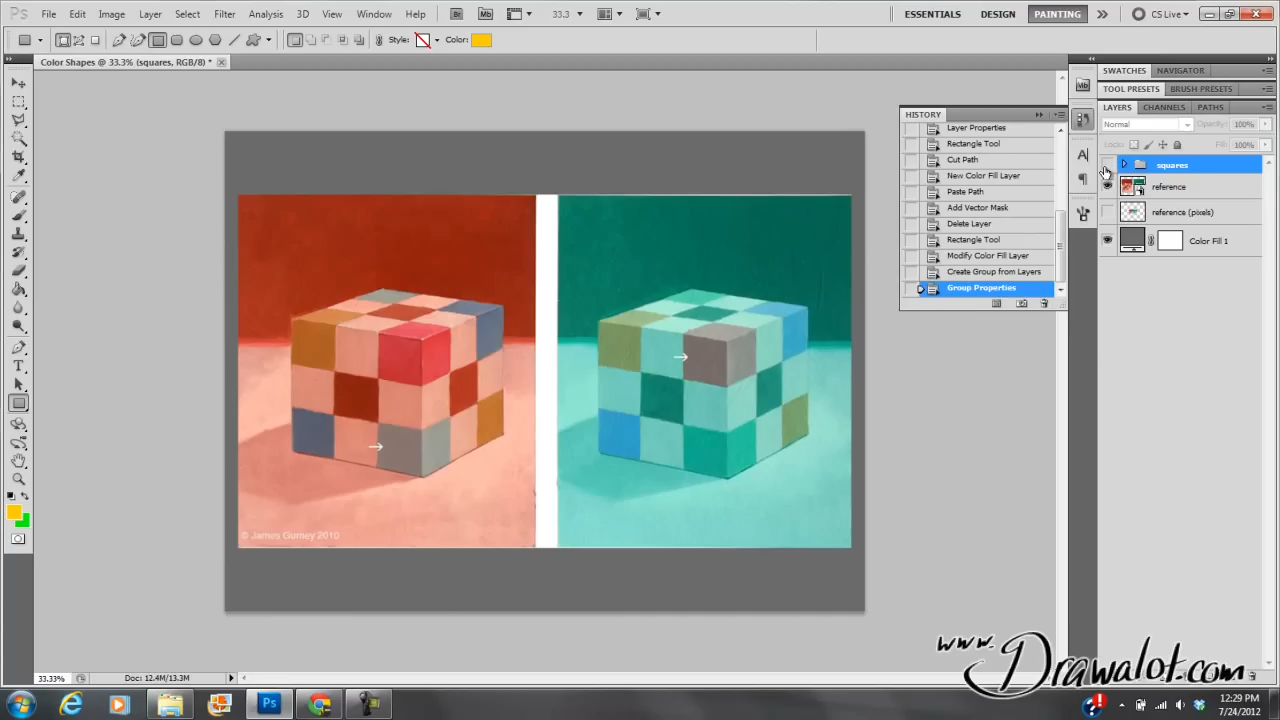 Ps File Edit Image Layer Select Filter Analysis 3D View Window Help Br Mb 33.3 ESSENTIALS DESIGN PAINTING CS Live
Style: Color:
Color Shapes @ 33.3% (squares, RGB/8) *
SWATCHES NAVIGATOR
TOOL PRESETS BRUSH PRESETS
LAYERS CHANNELS PATHS
Normal Opacity: 100%
Lock: Fill: 100%
squares
reference
reference (pixels)
Color Fill 1
HISTORY
Layer Properties
Rectangle Tool
Cut Path
New Color Fill Layer
Paste Path
Add Vector Mask
Delete Layer
Rectangle Tool
Modify Color Fill Layer
Create Group from Layers
Group Properties
© James Gurney 2010
33.33% Doc: 12.4M/13.3M
www.
Drawalot.com
12:29 PM
7/24/2012